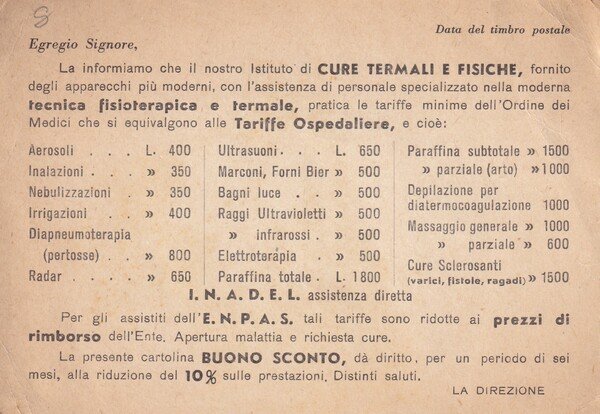 8
Data del timbro postale
Egregio Signore,
La informiamo che il nostro Istituto di CURE TERMALI E FISICHE, fornito
degli apparecchi più moderni, con l'assistenza di personale specializzato nella moderna
tecnica fisioterapica e termale, pratica le tariffe minime dell'Ordine dei
Medici che si equivalgono alle Tariffe Ospedaliere, e cioè:
Aerosoli . . . L. 400
Inalazioni . . » 350
Nebulizzazioni . » 350
Irrigazioni . . » 400
Diapneumoterapia
(pertosse) . . » 800
Radar . . . » 650
Ultrasuoni . . . L. 650
Marconi, Forni Bier » 500
Bagni luce . . » 500
Raggi Ultravioletti » 500
» infrarossi . » 500
Elettroterapia . » 500
Paraffina totale . L. 1800
Paraffina subtotale » 1500
» parziale (arto) » 1000
Depilazione per
diatermocoagulazione 1000
Massaggio generale » 1000
» parziale » 600
Cure Sclerosanti
(varici, fistole, ragadi) » 1500
I. N. A. D. E. L. assistenza diretta
Per gli assistiti dell'E. N. P. A. S. tali tariffe sono ridotte ai prezzi di
rimborso dell'Ente. Apertura malattia e richiesta cure.
La presente cartolina BUONO SCONTO, dà diritto, per un periodo di sei
mesi, alla riduzione del 10% sulle prestazioni. Distinti saluti.
LA DIREZIONE